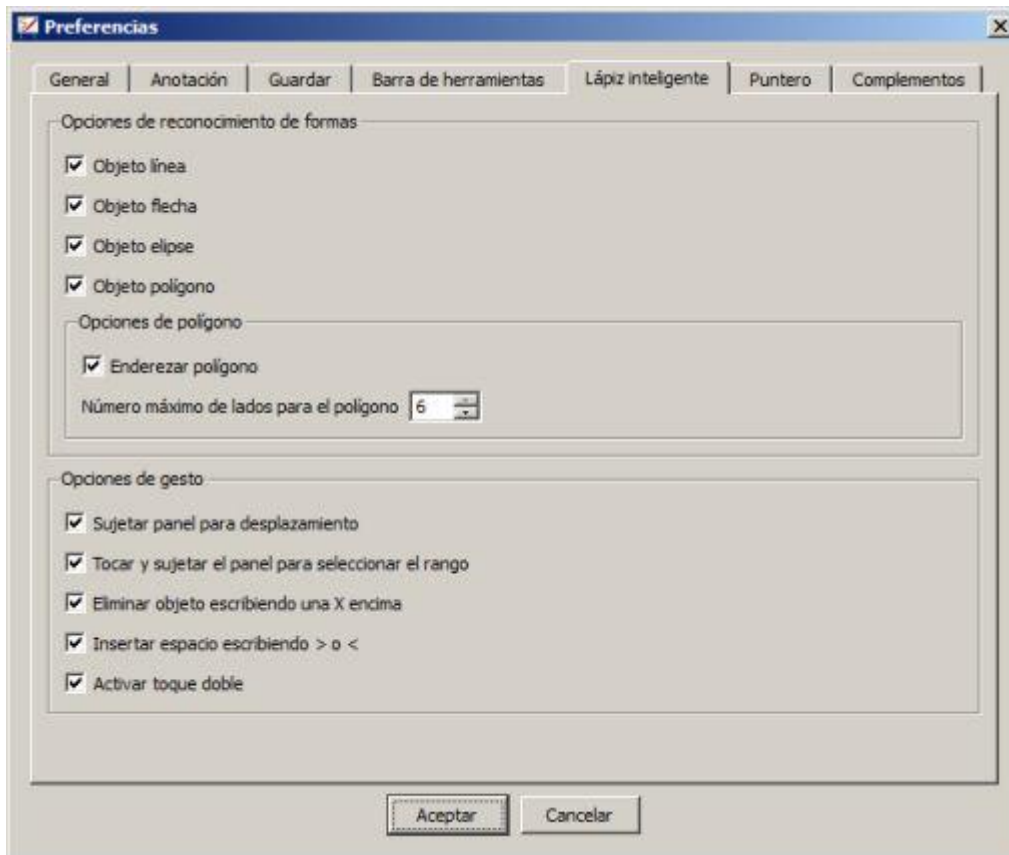 Preferencias
General Anotación Guardar Barra de herramientas Lápiz inteligente Puntero Complementos
Opciones de reconocimiento de formas
Objeto línea
Objeto flecha
Objeto elipse
Objeto polígono
Opciones de polígono
Enderezar polígono
Número máximo de lados para el polígono 6
Opciones de gesto
Sujetar panel para desplazamiento
Tocar y sujetar el panel para seleccionar el rango
Eliminar objeto escribiendo una X encima
Insertar espacio escribiendo > o <
Activar toque doble
Aceptar Cancelar